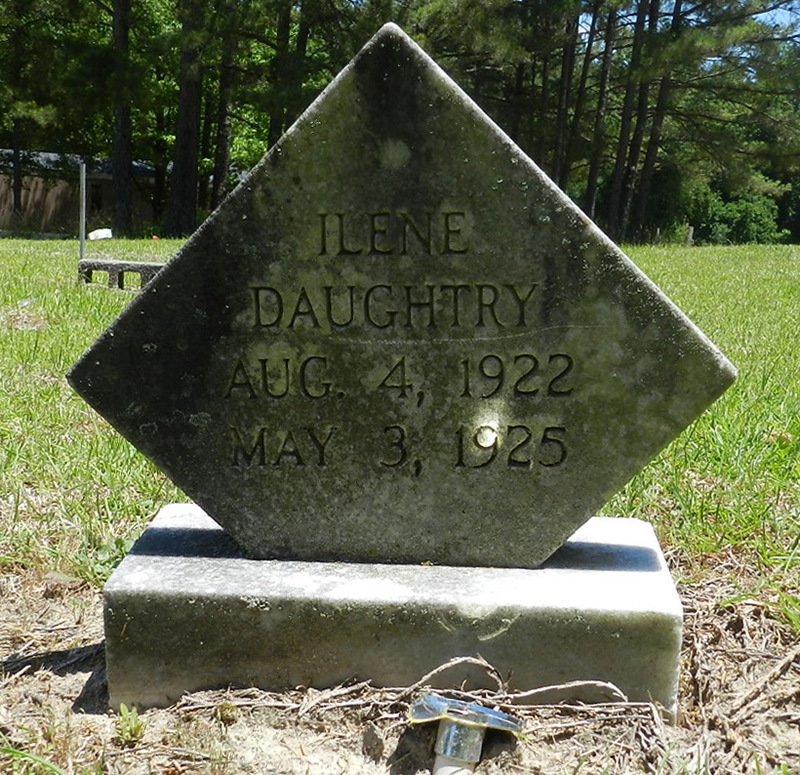 ILENE
DAUGHTRY
AUG. 4, 1922
MAY 3, 1925